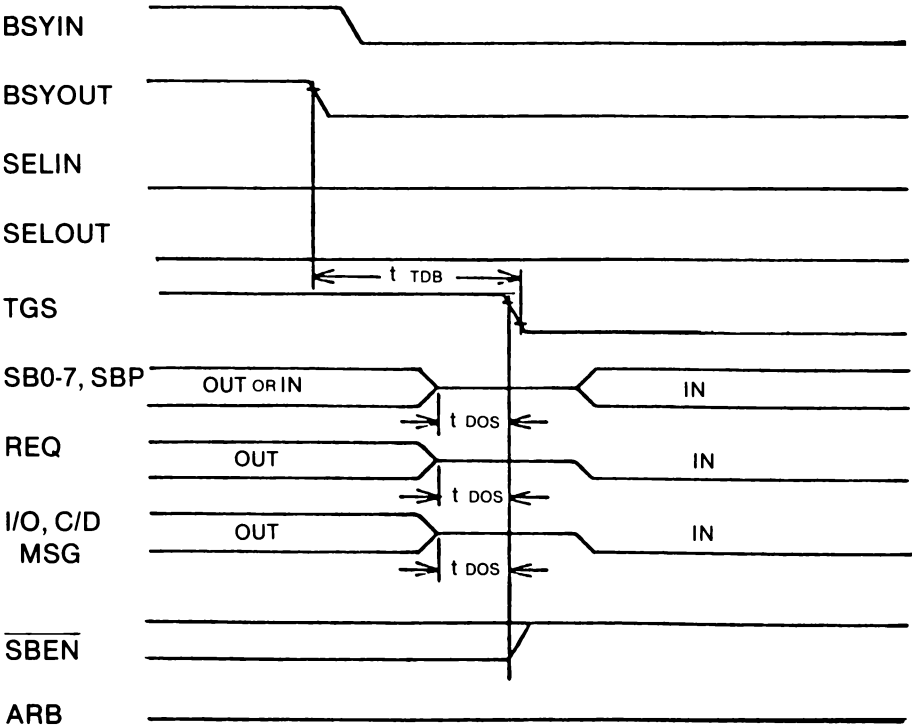 BSYIN
BSYOUT
SELIN
SELOUT
t TDB
TGS
SB0-7, SBP OUT OR IN IN
t DOS
REQ OUT IN
t DOS
I/O, C/D OUT IN
MSG
t DOS
SBEN
ARB